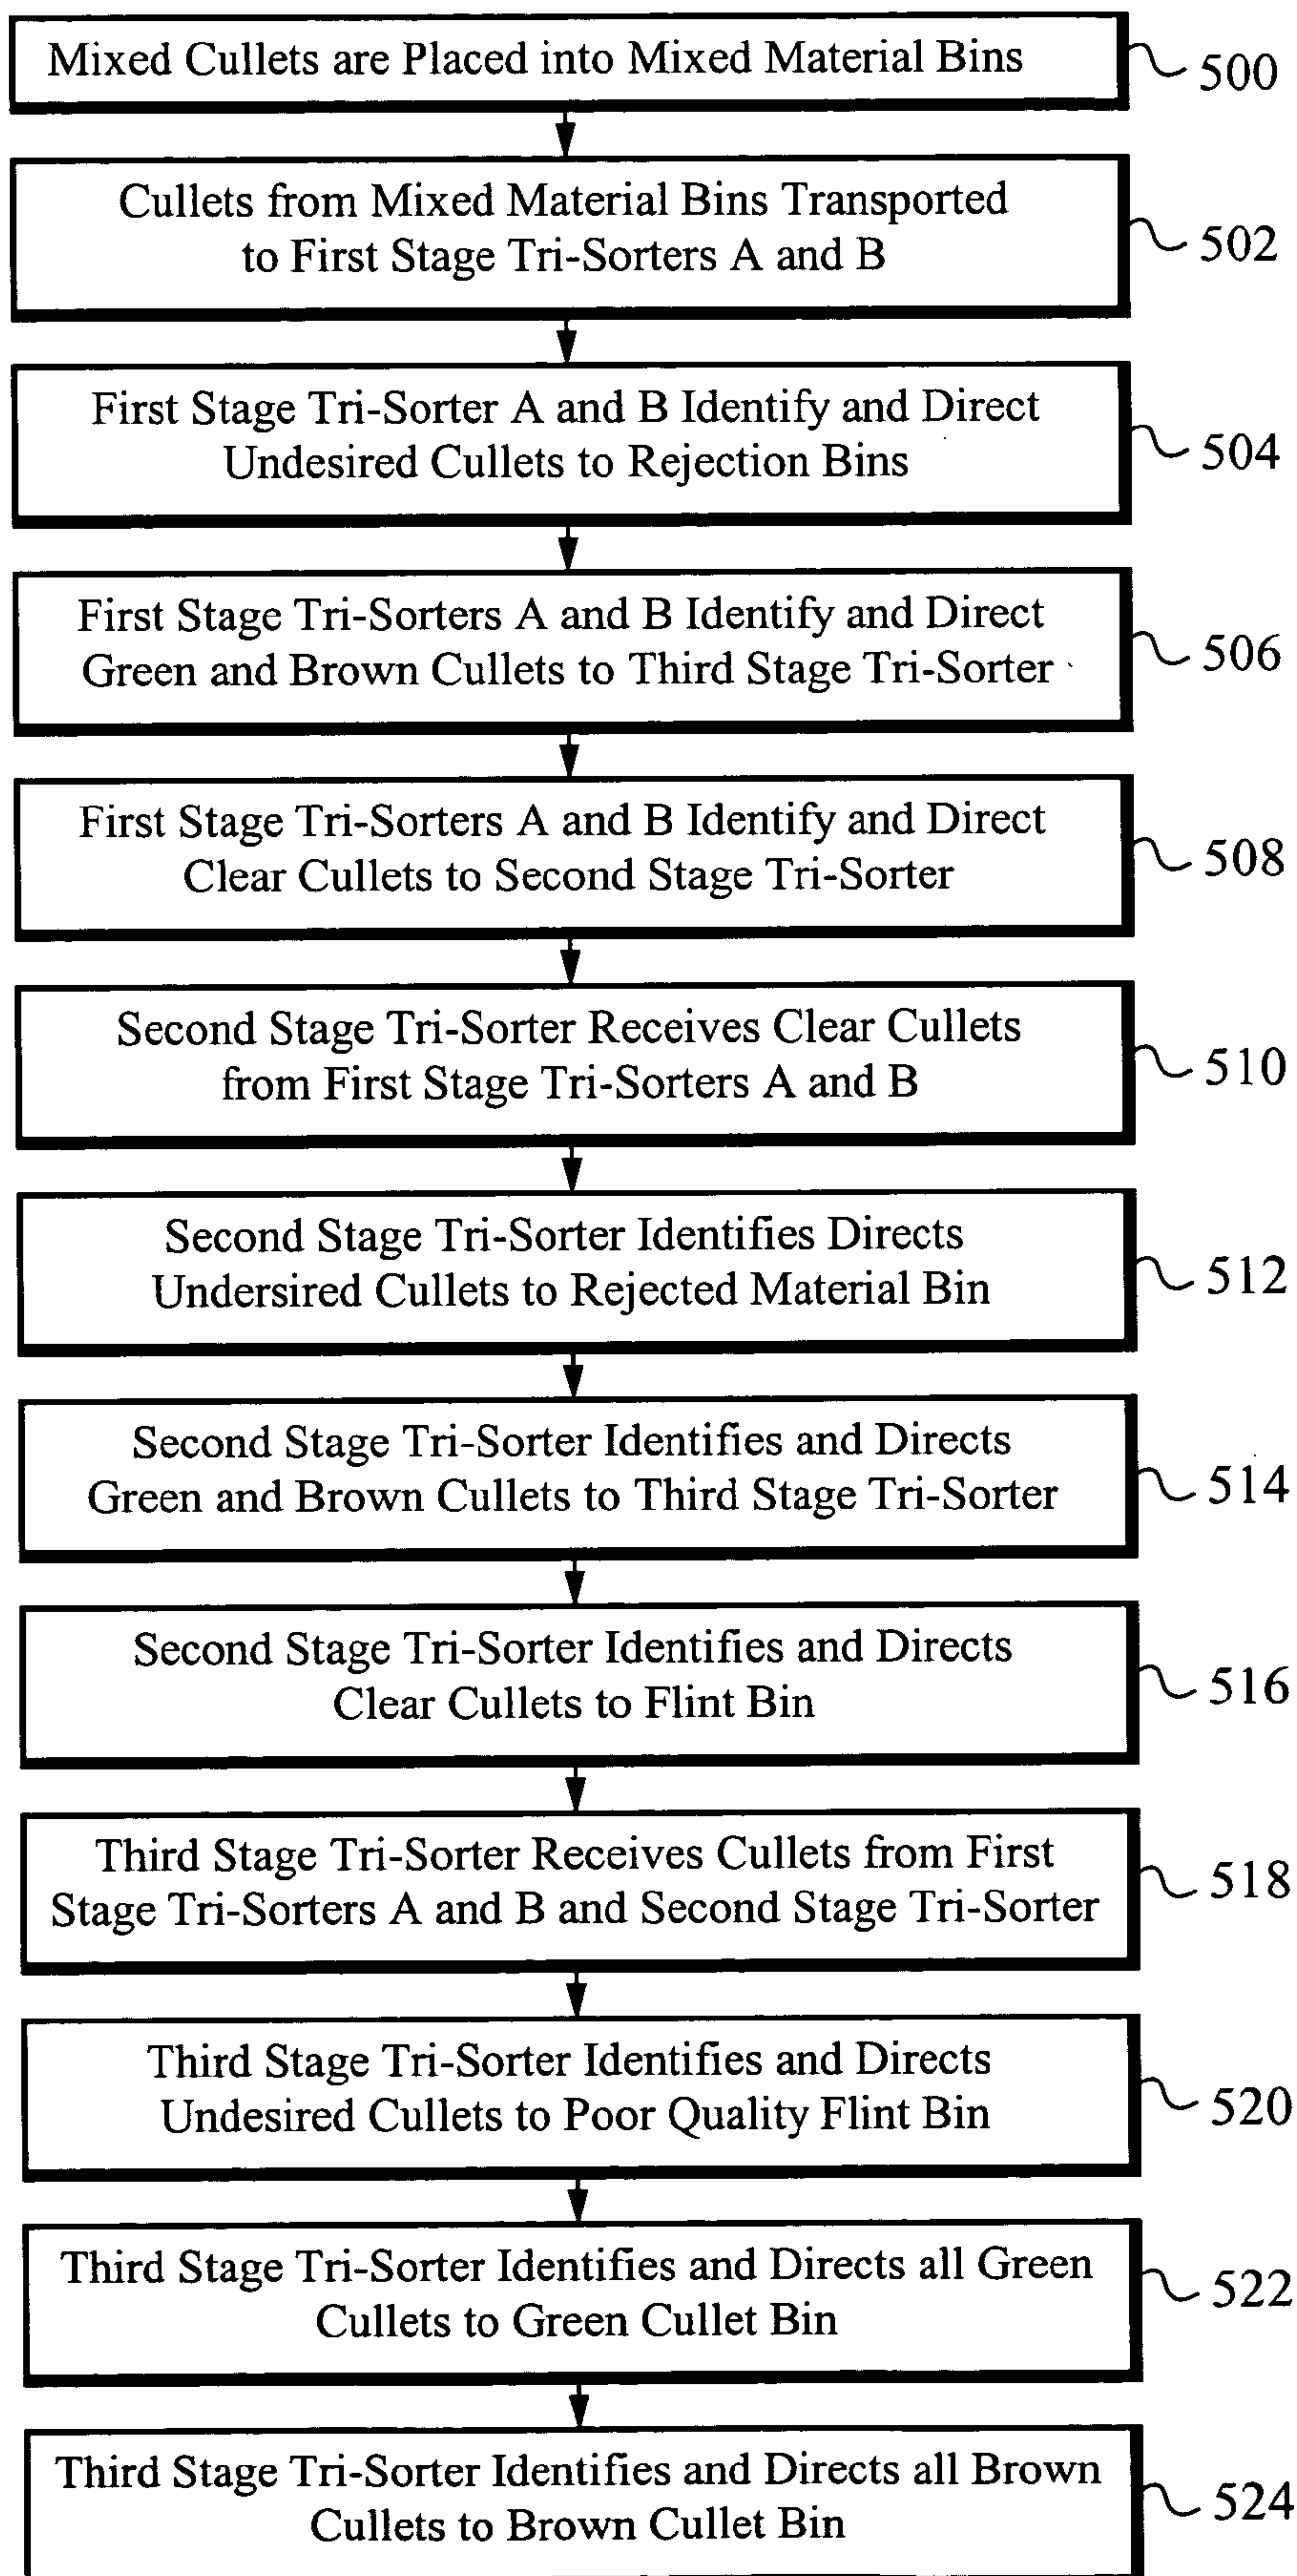 Mixed Cullets are Placed into Mixed Material Bins
500
Cullets from Mixed Material Bins Transported
to First Stage Tri-Sorters A and B
502
First Stage Tri-Sorter A and B Identify and Direct
Undesired Cullets to Rejection Bins
504
First Stage Tri-Sorters A and B Identify and Direct
Green and Brown Cullets to Third Stage Tri-Sorter
506
First Stage Tri-Sorters A and B Identify and Direct
Clear Cullets to Second Stage Tri-Sorter
508
Second Stage Tri-Sorter Receives Clear Cullets
from First Stage Tri-Sorters A and B
510
Second Stage Tri-Sorter Identifies Directs
Undersired Cullets to Rejected Material Bin
512
Second Stage Tri-Sorter Identifies and Directs
Green and Brown Cullets to Third Stage Tri-Sorter
514
Second Stage Tri-Sorter Identifies and Directs
Clear Cullets to Flint Bin
516
Third Stage Tri-Sorter Receives Cullets from First
Stage Tri-Sorters A and B and Second Stage Tri-Sorter
518
Third Stage Tri-Sorter Identifies and Directs
Undesired Cullets to Poor Quality Flint Bin
520
Third Stage Tri-Sorter Identifies and Directs all Green
Cullets to Green Cullet Bin
522
Third Stage Tri-Sorter Identifies and Directs all Brown
Cullets to Brown Cullet Bin
524